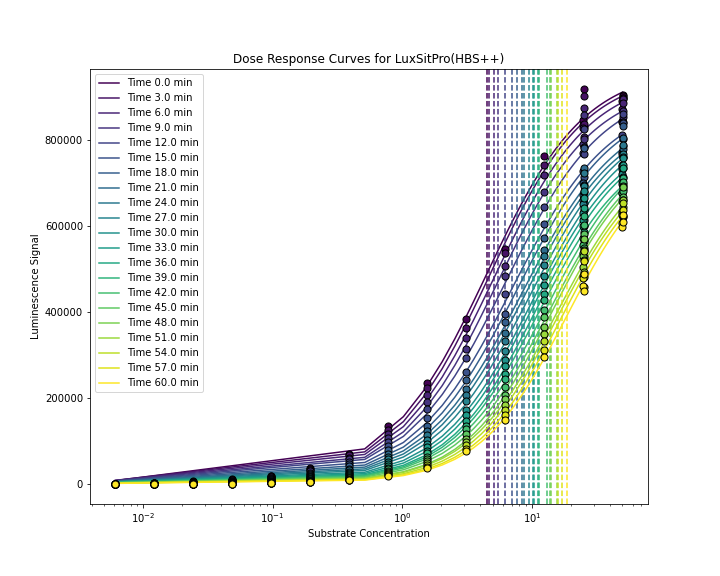 Dose Response Curves for LuxSitPro(HBS++)
Time 0.0 min
Time 3.0 min
Time 6.0 min
Time 9.0 min
Time 12.0 min
Time 15.0 min
Time 18.0 min
Time 21.0 min
Time 24.0 min
Time 27.0 min
Time 30.0 min
Time 33.0 min
Time 36.0 min
Time 39.0 min
Time 42.0 min
Time 45.0 min
Time 48.0 min
Time 51.0 min
Time 54.0 min
Time 57.0 min
Time 60.0 min
Luminescence Signal
800000
600000
400000
200000
0
10⁻² 10⁻¹ 10⁰ 10¹
Substrate Concentration